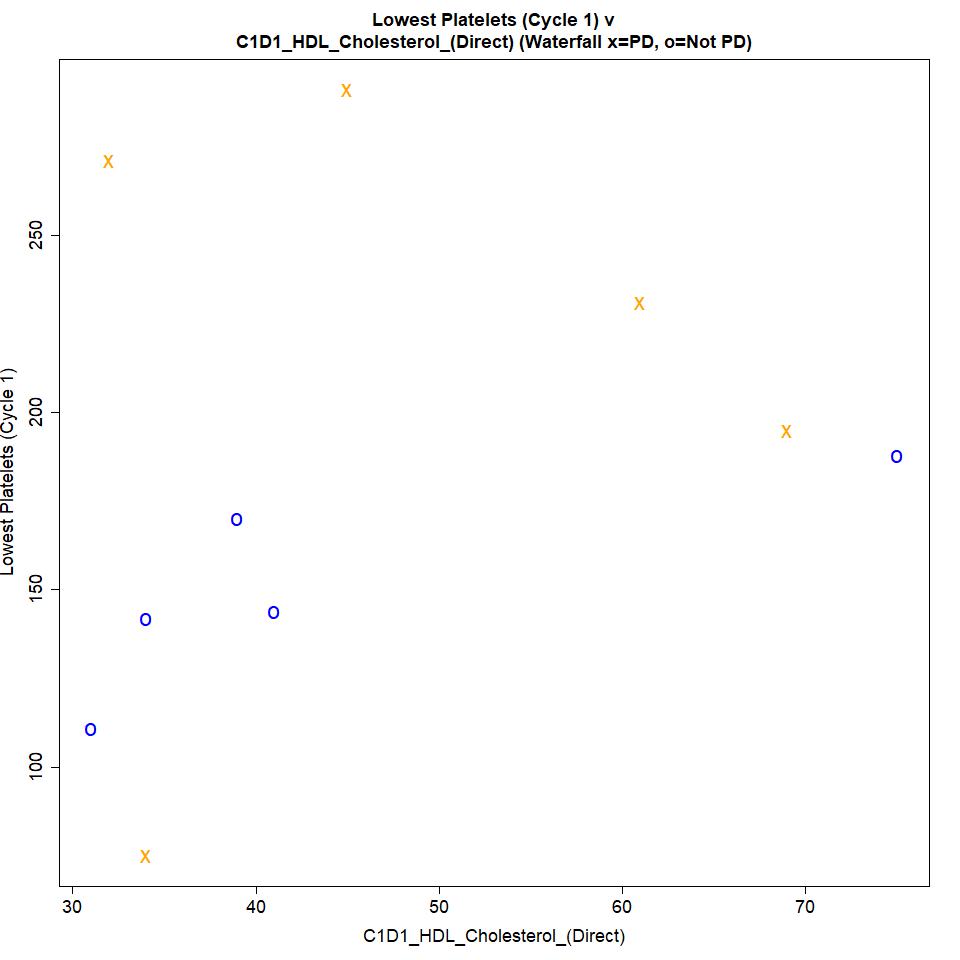 Lowest Platelets (Cycle 1) v
C1D1_HDL_Cholesterol_(Direct) (Waterfall x=PD, o=Not PD)
Lowest Platelets (Cycle 1)
250
200
150
100
X
X
X
X
O
O
O
O
O
X
30 40 50 60 70
C1D1_HDL_Cholesterol_(Direct)